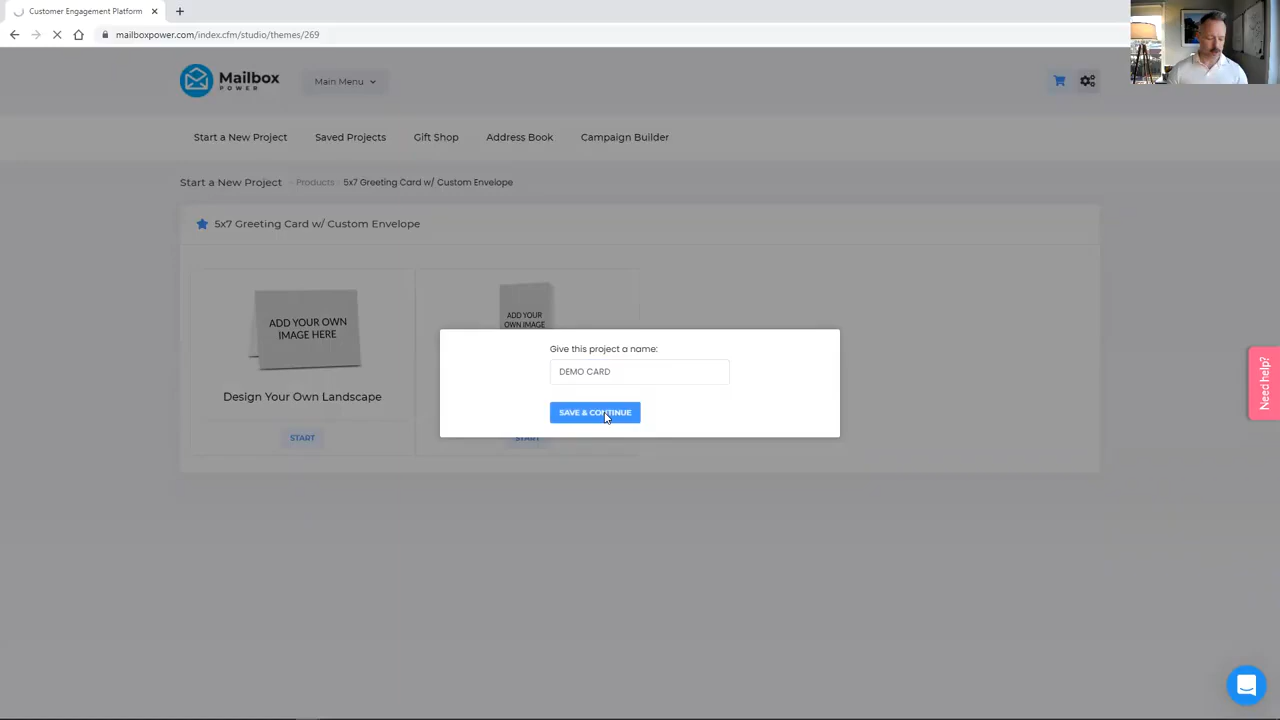 Customer Engagement Platform
mailboxpower.com/index.cfm/studio/themes/269
Mailbox
POWER
Main Menu
Start a New Project
Saved Projects
Gift Shop
Address Book
Campaign Builder
Start a New Project
Products
5x7 Greeting Card w/ Custom Envelope
5x7 Greeting Card w/ Custom Envelope
ADD YOUR OWN
IMAGE HERE
ADD YOUR
OWN IMAGE
Give this project a name:
DEMO CARD
SAVE & CONTINUE
Design Your Own Landscape
START
START
Need help?